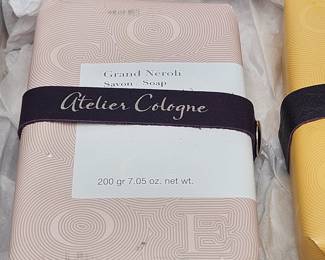 Grand Neroli
Savon Soap
Atelier Cologne
200 gr 7.05 oz. net wt.